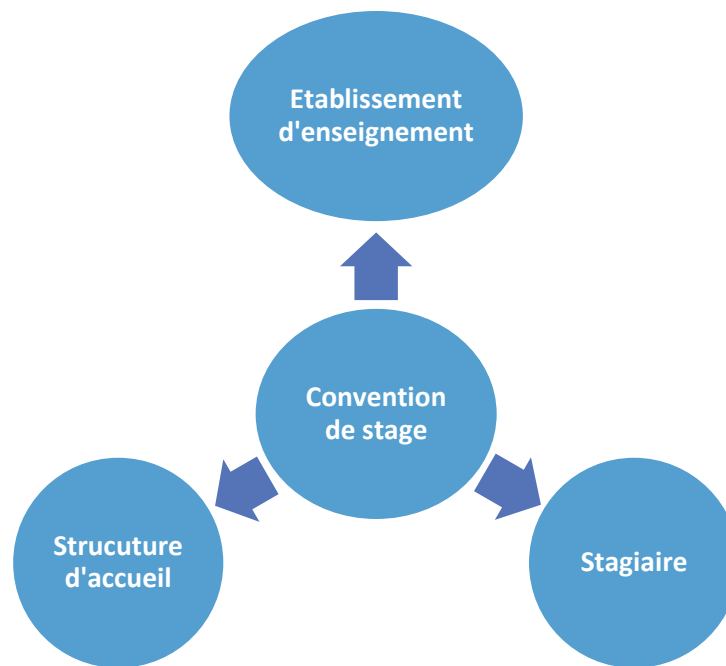 Etablissement
d'enseignement
Convention
de stage
Strucuture
d'accueil
Stagiaire